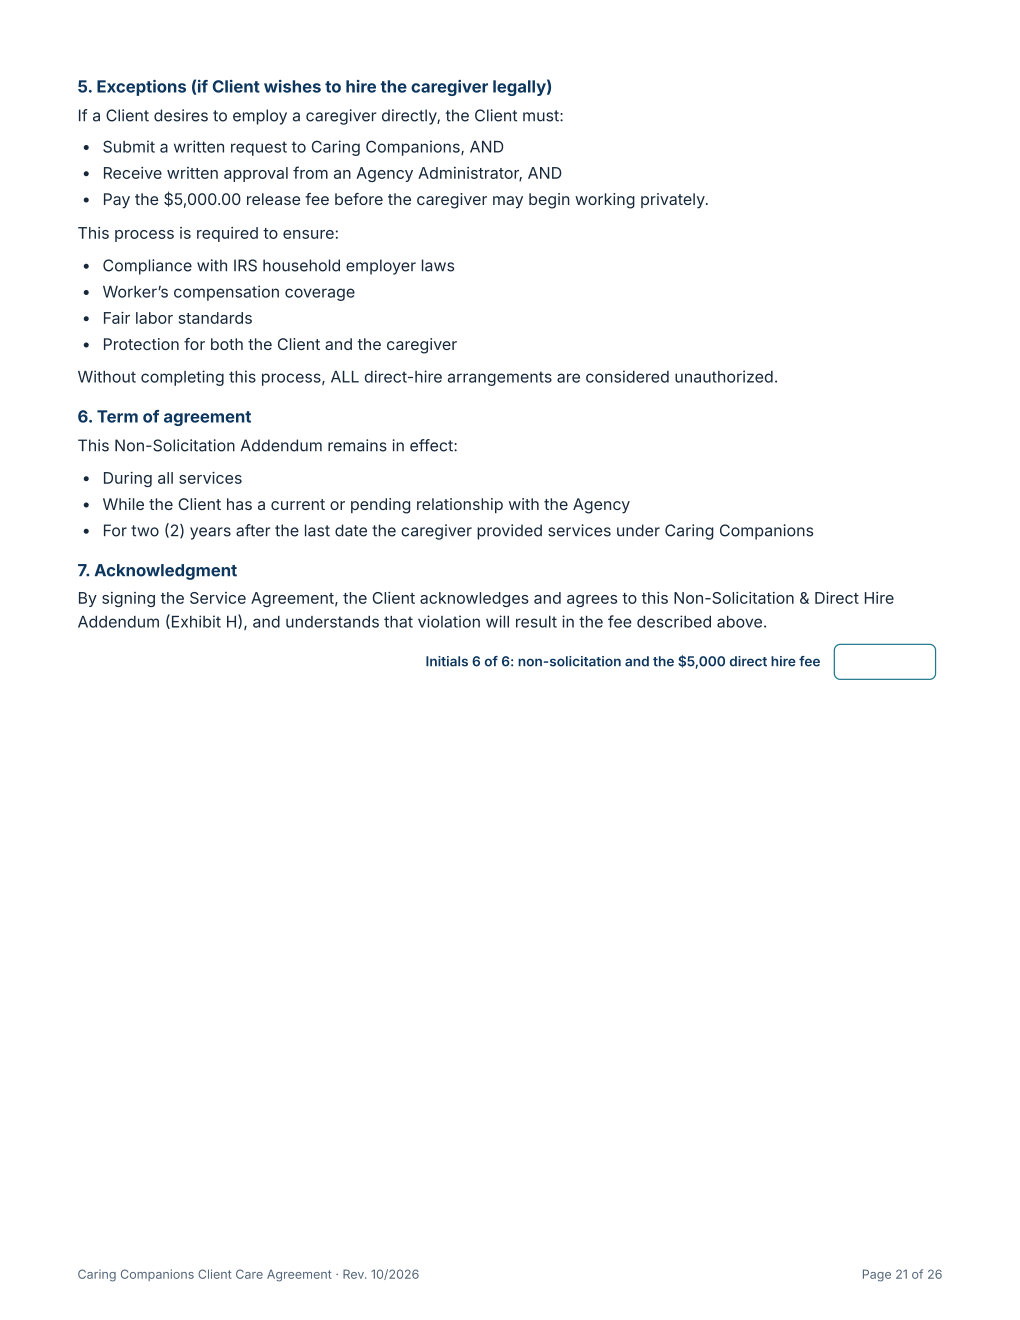 5. Exceptions (if Client wishes to hire the caregiver legally)
If a Client desires to employ a caregiver directly, the Client must:
• Submit a written request to Caring Companions, AND
• Receive written approval from an Agency Administrator, AND
• Pay the $5,000.00 release fee before the caregiver may begin working privately.
This process is required to ensure:
• Compliance with IRS household employer laws
• Worker’s compensation coverage
• Fair labor standards
• Protection for both the Client and the caregiver
Without completing this process, ALL direct-hire arrangements are considered unauthorized.
6. Term of agreement
This Non-Solicitation Addendum remains in effect:
• During all services
• While the Client has a current or pending relationship with the Agency
• For two (2) years after the last date the caregiver provided services under Caring Companions
7. Acknowledgment
By signing the Service Agreement, the Client acknowledges and agrees to this Non-Solicitation & Direct Hire
Addendum (Exhibit H), and understands that violation will result in the fee described above.
Initials 6 of 6: non-solicitation and the $5,000 direct hire fee
Caring Companions Client Care Agreement · Rev. 10/2026
Page 21 of 26